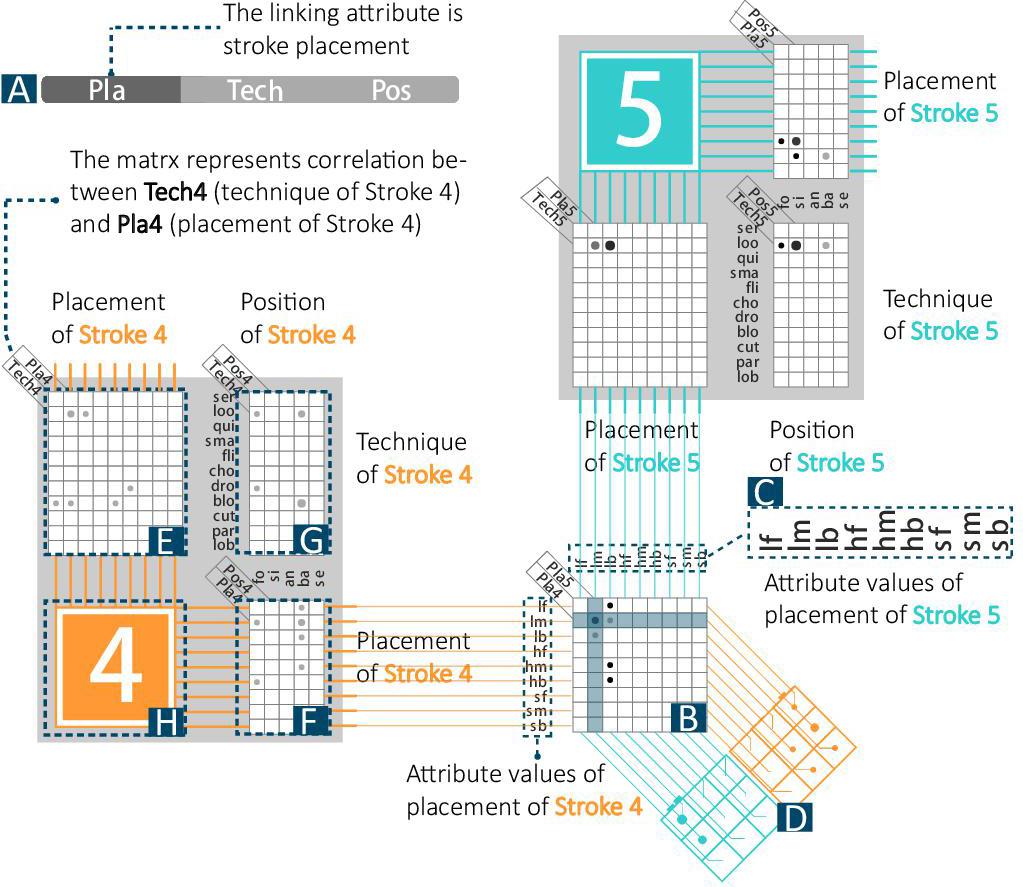 The linking attribute is
stroke placement
A
Pla Tech Pos
The matrx represents correlation be-
tween Tech4 (technique of Stroke 4)
and Pla4 (placement of Stroke 4)
Placement
of Stroke 4
Position
of Stroke 4
Pla4
Tech4
Pos4
Tech4
ser
loo
qui
sma
fli
cho
dro
blo
cut
par
lob
E
G
Technique
of Stroke 4
Pos4
Pla4
fo si an ba se
4
H
F
Placement
of Stroke 4
5
Pos5
Pla5
Placement
of Stroke 5
Pla5
Tech5
Pos5
Tech5
fo si an ba se
ser
loo
qui
sma
fli
cho
dro
blo
cut
par
lob
Technique
of Stroke 5
Placement
of Stroke 5
Position
of Stroke 5
C
lf lm lb hf hm hb sf sm sb
Attribute values of
placement of Stroke 5
lf lm lb hf hm hb sf sm sb
Pla5
Pla4
lf
lm
lb
hf
hm
hb
sf
sm
sb
B
D
Attribute values of
placement of Stroke 4